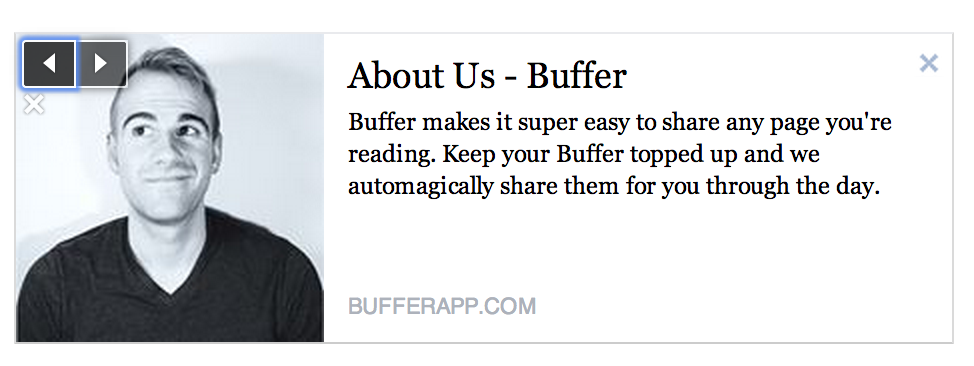 About Us - Buffer
Buffer makes it super easy to share any page you're
reading. Keep your Buffer topped up and we
automagically share them for you through the day.
BUFFERAPP.COM